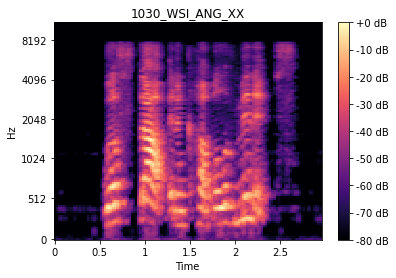 1030_WSI_ANG_XX
+0 dB
8192
-10 dB
4096
-20 dB
-30 dB
2048
Hz
-40 dB
1024
-50 dB
512
-60 dB
-70 dB
0
-80 dB
0 0.5 1 1.5 2 2.5
Time